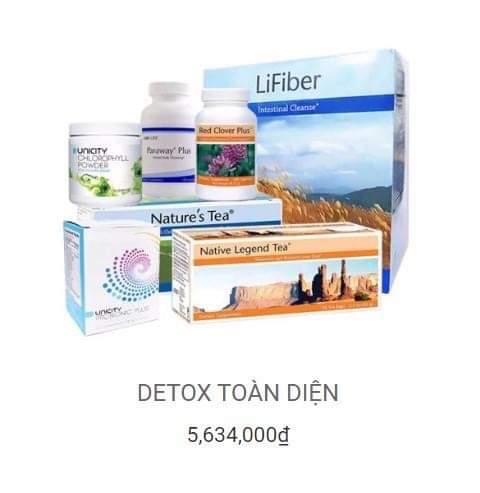 LiFiber
Intestinal Cleanse*
Red Clover Plus
Paraway® Plus
UNICITY
CHLOROPHYLL
POWDER
Nature's Tea®
Native Legend Tea*
UNICITY
DETOX TOÀN DIỆN
5,634,000₫